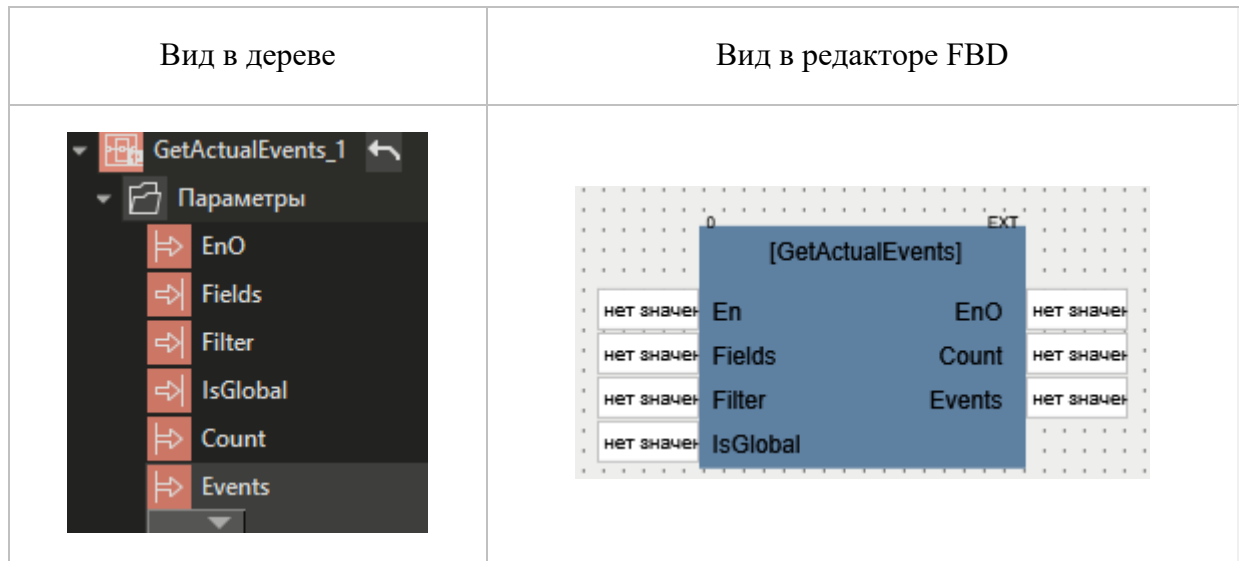 Вид в дереве
Вид в редакторе FBD
GetActualEvents_1
Параметры
EnO
Fields
Filter
IsGlobal
Count
Events
0 EXT
[GetActualEvents]
нет значен En EnO нет значен
нет значен Fields Count нет значен
нет значен Filter Events нет значен
нет значен IsGlobal